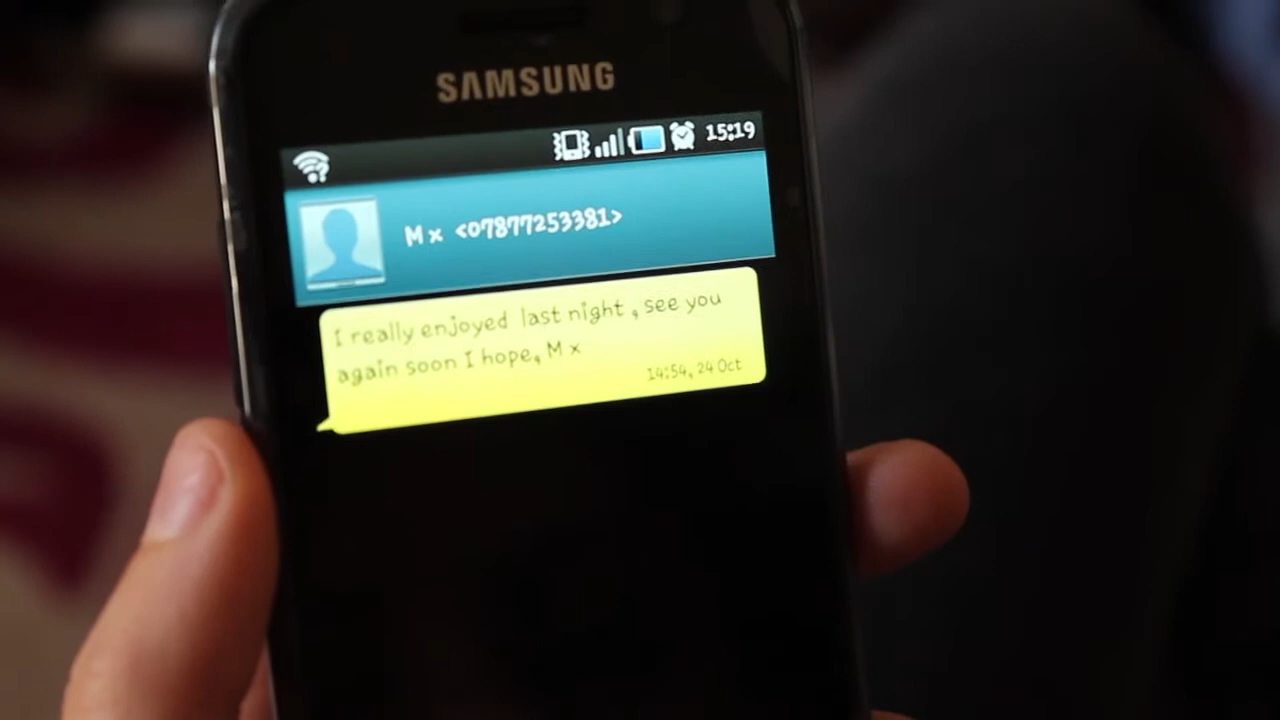 SAMSUNG
15:19
M x <07877253381>
I really enjoyed last night , see you
again soon I hope, M x
14:54, 24 Oct